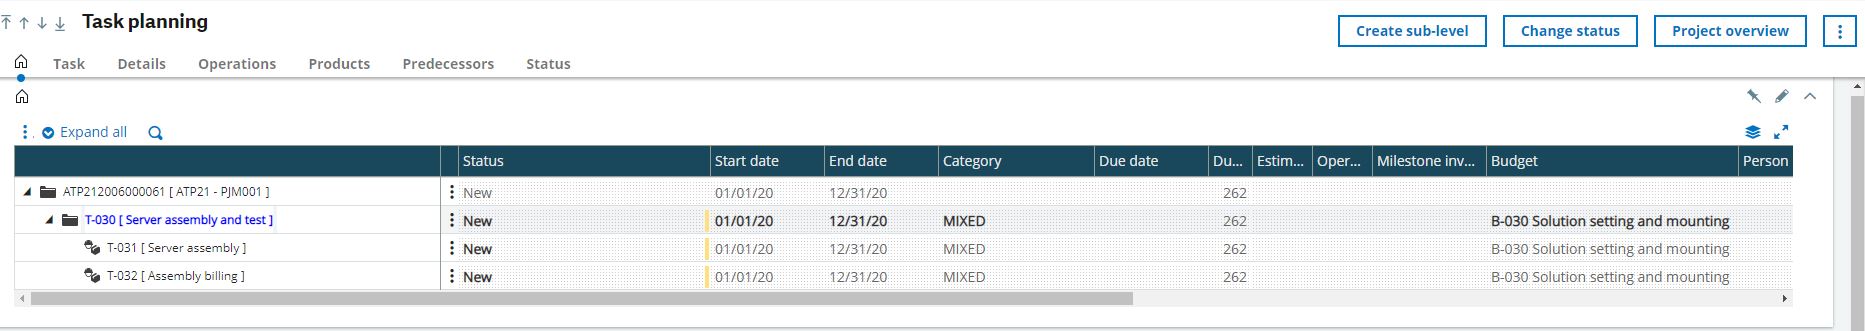 Task planning
Create sub-level Change status Project overview
Task Details Operations Products Predecessors Status
Expand all
Status Start date End date Category Due date Du... Estim... Oper... Milestone inv... Budget Person
ATP212006000061 [ ATP21 - PJM001 ] New 01/01/20 12/31/20 262
T-030 [ Server assembly and test ] New 01/01/20 12/31/20 MIXED 262 B-030 Solution setting and mounting
T-031 [ Server assembly ] New 01/01/20 12/31/20 MIXED 262 B-030 Solution setting and mounting
T-032 [ Assembly billing ] New 01/01/20 12/31/20 MIXED 262 B-030 Solution setting and mounting